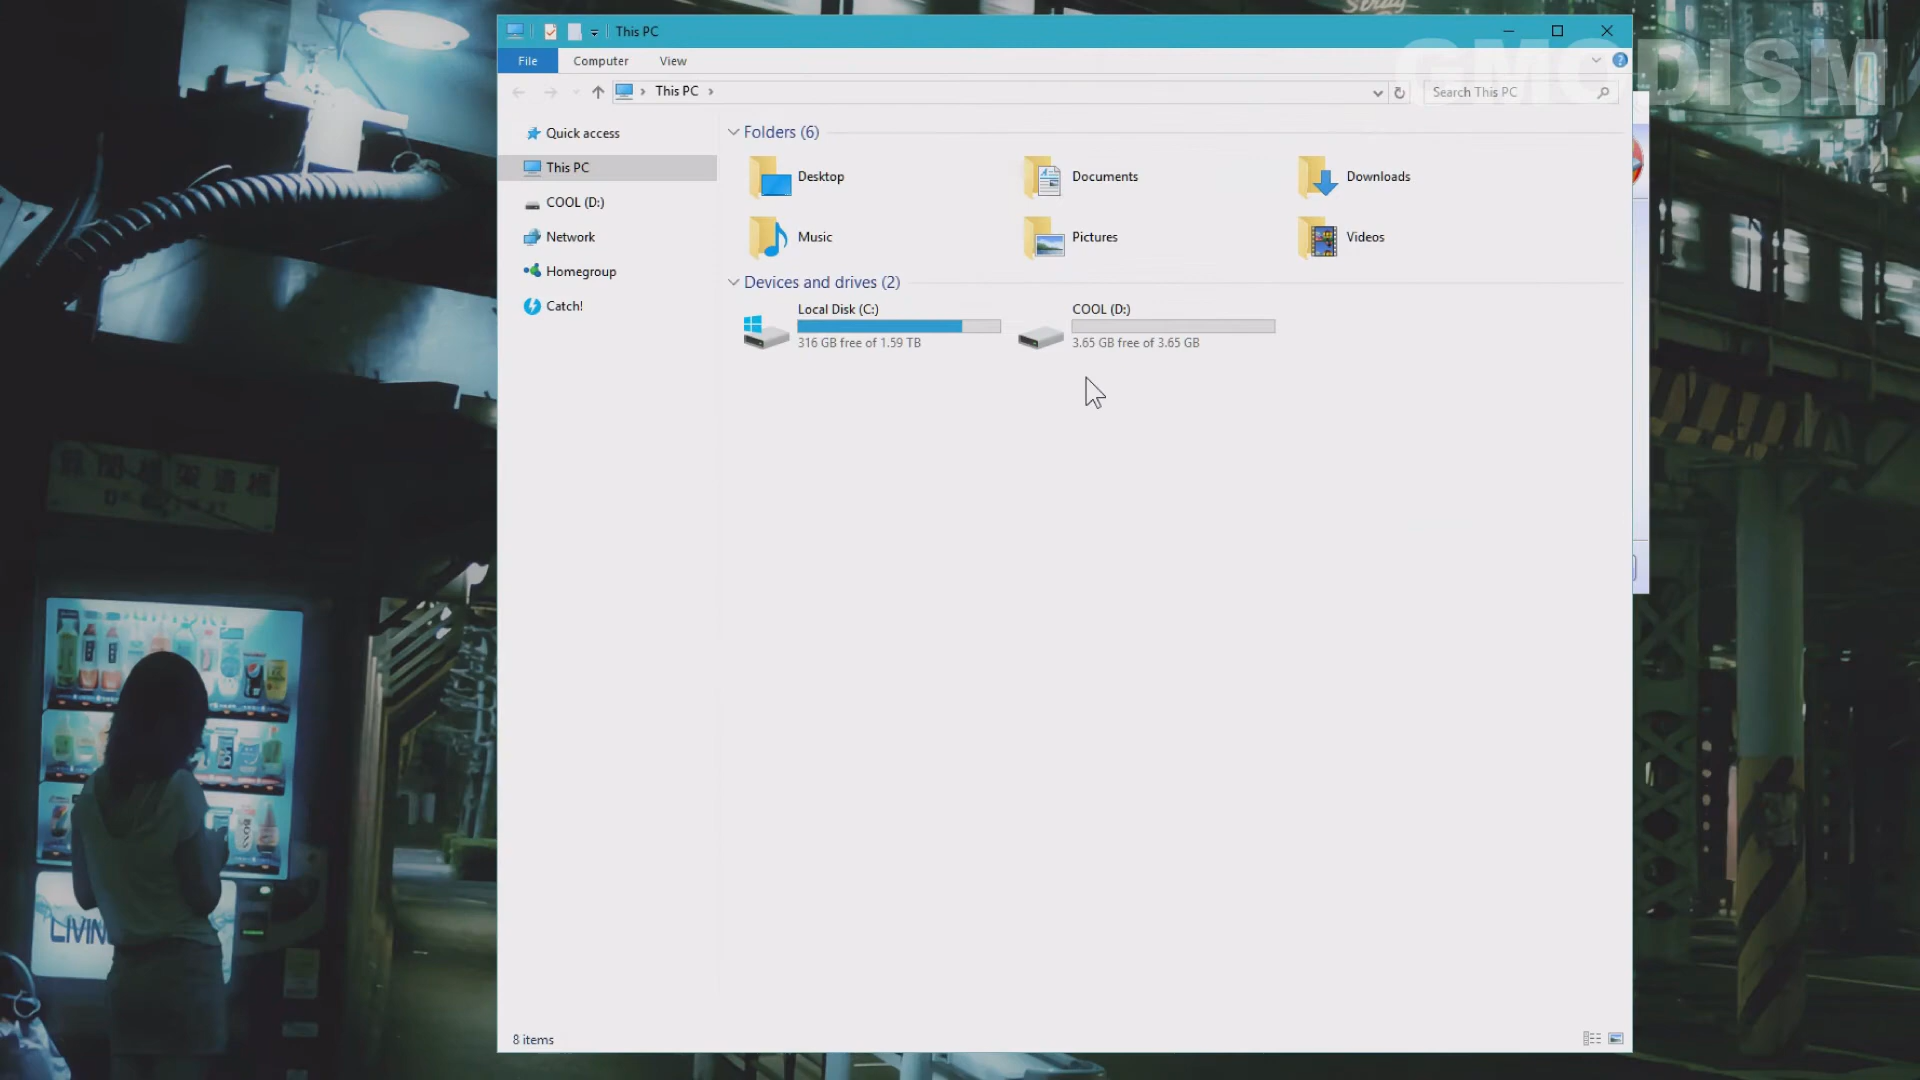 Stray
This PC
GMODISM
File
Computer
View
This PC
Search This PC
Quick access
This PC
COOL (D:)
Network
Homegroup
Catch!
Folders (6)
Desktop
Documents
Downloads
Music
Pictures
Videos
Devices and drives (2)
Local Disk (C:)
316 GB free of 1.59 TB
COOL (D:)
3.65 GB free of 3.65 GB
LIVIN
8 items